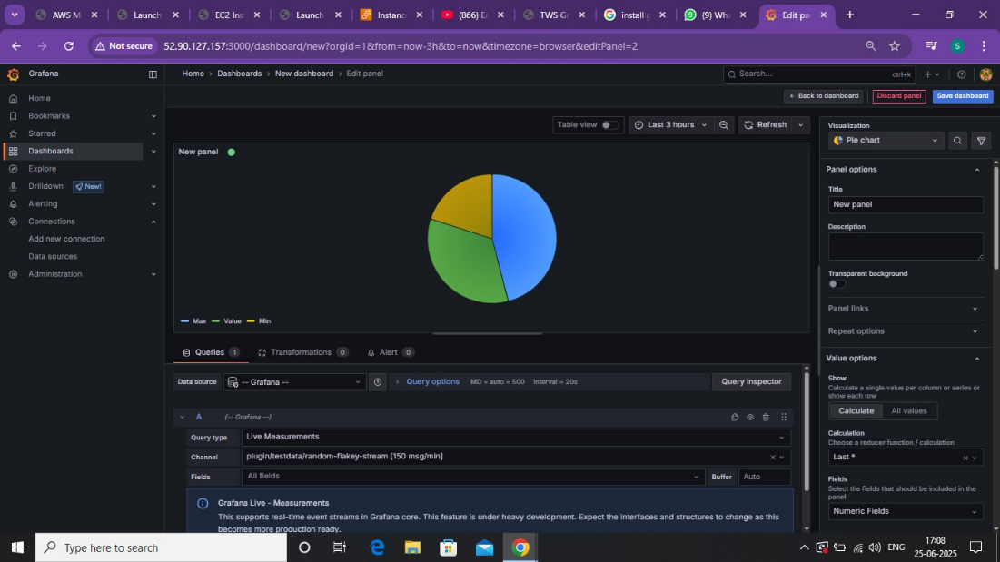 AWS M
Launch
EC2 Ins
Launch
Instanc
(866) Ea
TWS Gr
install g
(9) Wha
Edit pa
Not secure
52.90.127.157:3000/dashboard/new?orgId=1&from=now-3h&to=now&timezone=browser&editPanel=2
S
Grafana
Home › Dashboards › New dashboard › Edit panel
Search...
ctrl+k
Back to dashboard
Discard panel
Save dashboard
Home
Bookmarks
Starred
Dashboards
Explore
Drilldown
New!
Alerting
Connections
Add new connection
Data sources
Administration
Table view
Last 3 hours
Refresh
New panel
Max
Value
Min
Queries 1
Transformations 0
Alert 0
Data source
-- Grafana --
Query options
MD = auto = 500
Interval = 20s
Query inspector
A
(-- Grafana --)
Query type
Live Measurements
Channel
plugin/testdata/random-flakey-stream [150 msg/min]
Fields
All fields
Buffer
Auto
Grafana Live - Measurements
This supports real-time event streams in Grafana core. This feature is under heavy development. Expect the interfaces and structures to change as this
becomes more production ready.
Visualization
Pie chart
Panel options
Title
New panel
Description
Transparent background
Panel links
Repeat options
Value options
Show
Calculate a single value per column or series or
show each row
Calculate
All values
Calculation
Choose a reducer function / calculation
Last *
Fields
Select the fields that should be included in the
panel
Numeric Fields
Type here to search
ENG
17:08
25-06-2025